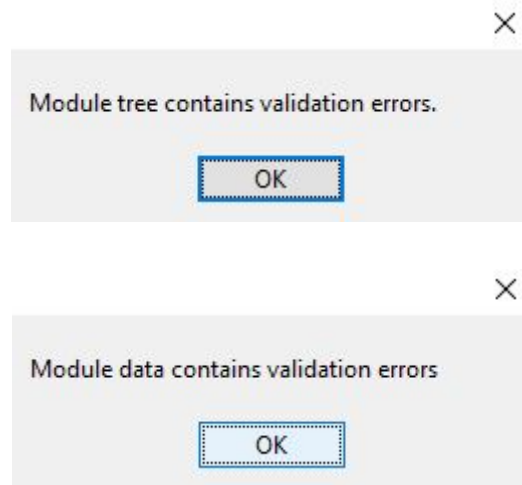 Module tree contains validation errors.
OK
Module data contains validation errors
OK